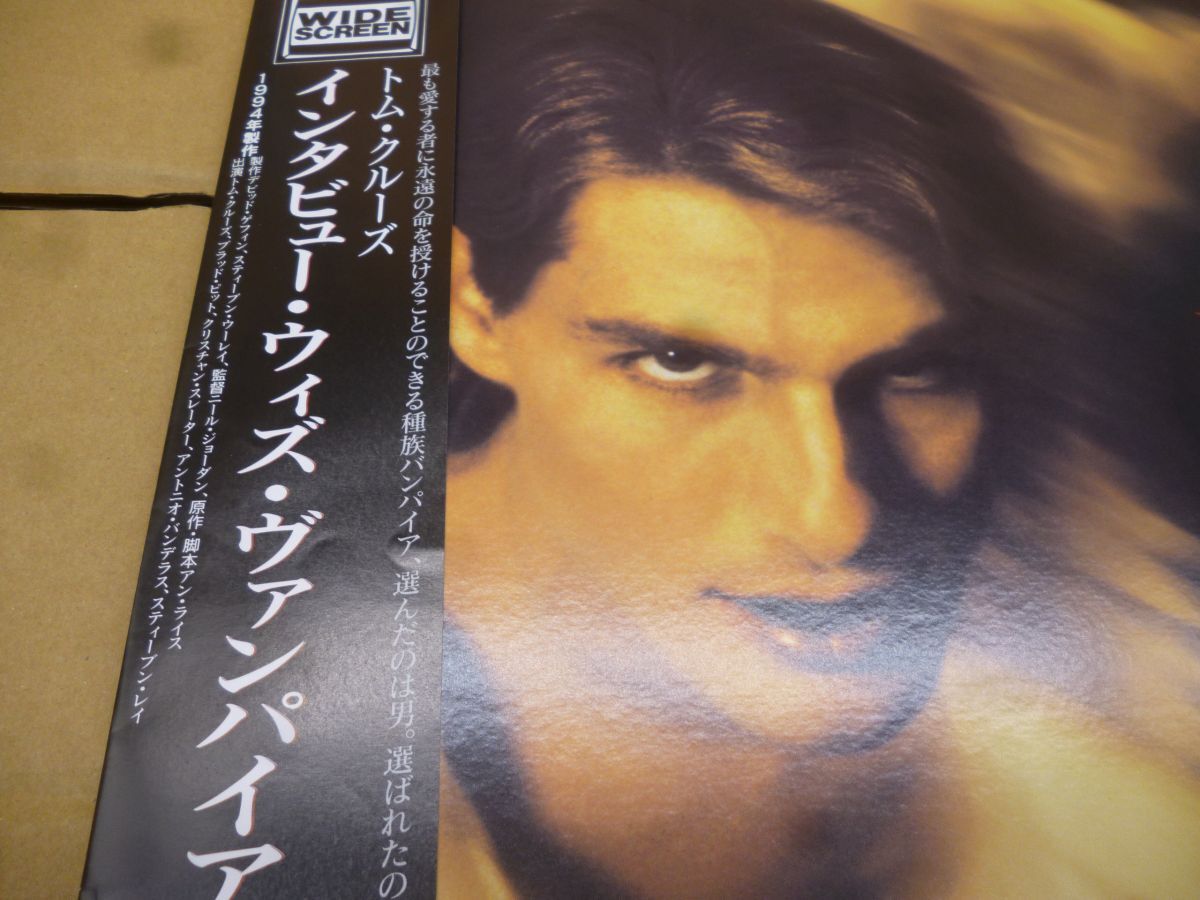 WIDE
SCREEN
最も愛する者に永遠の命を授けることのできる種族バンパイア、選んだのは男。選ばれたの
トム・クルーズ
インタビュー・ウィズ・ヴァンパイア
1994年製作
製作デビッド・ゲフィン、スティーブン・ウーレイ、監督ニール・ジョーダン、原作・脚本アン・ライス
出演トム・クルーズ、ブラッド・ピット、クリスチャン・スレーター、アントニオ・バンデラス、スティーブン・レイ